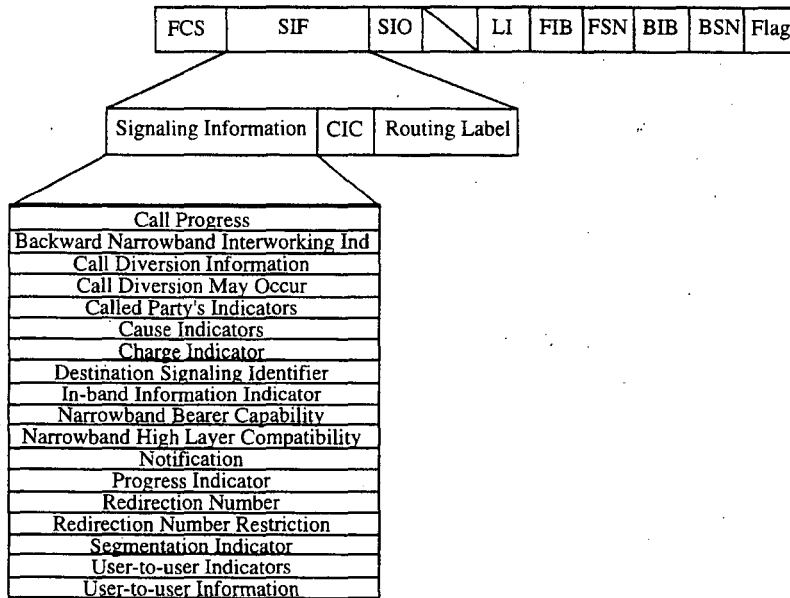 FCS SIF SIO LI FIB FSN BIB BSN Flag
Signaling Information CIC Routing Label
Call Progress
Backward Narrowband Interworking Ind
Call Diversion Information
Call Diversion May Occur
Called Party's Indicators
Cause Indicators
Charge Indicator
Destination Signaling Identifier
In-band Information Indicator
Narrowband Bearer Capability
Narrowband High Layer Compatibility
Notification
Progress Indicator
Redirection Number
Redirection Number Restriction
Segmentation Indicator
User-to-user Indicators
User-to-user Information